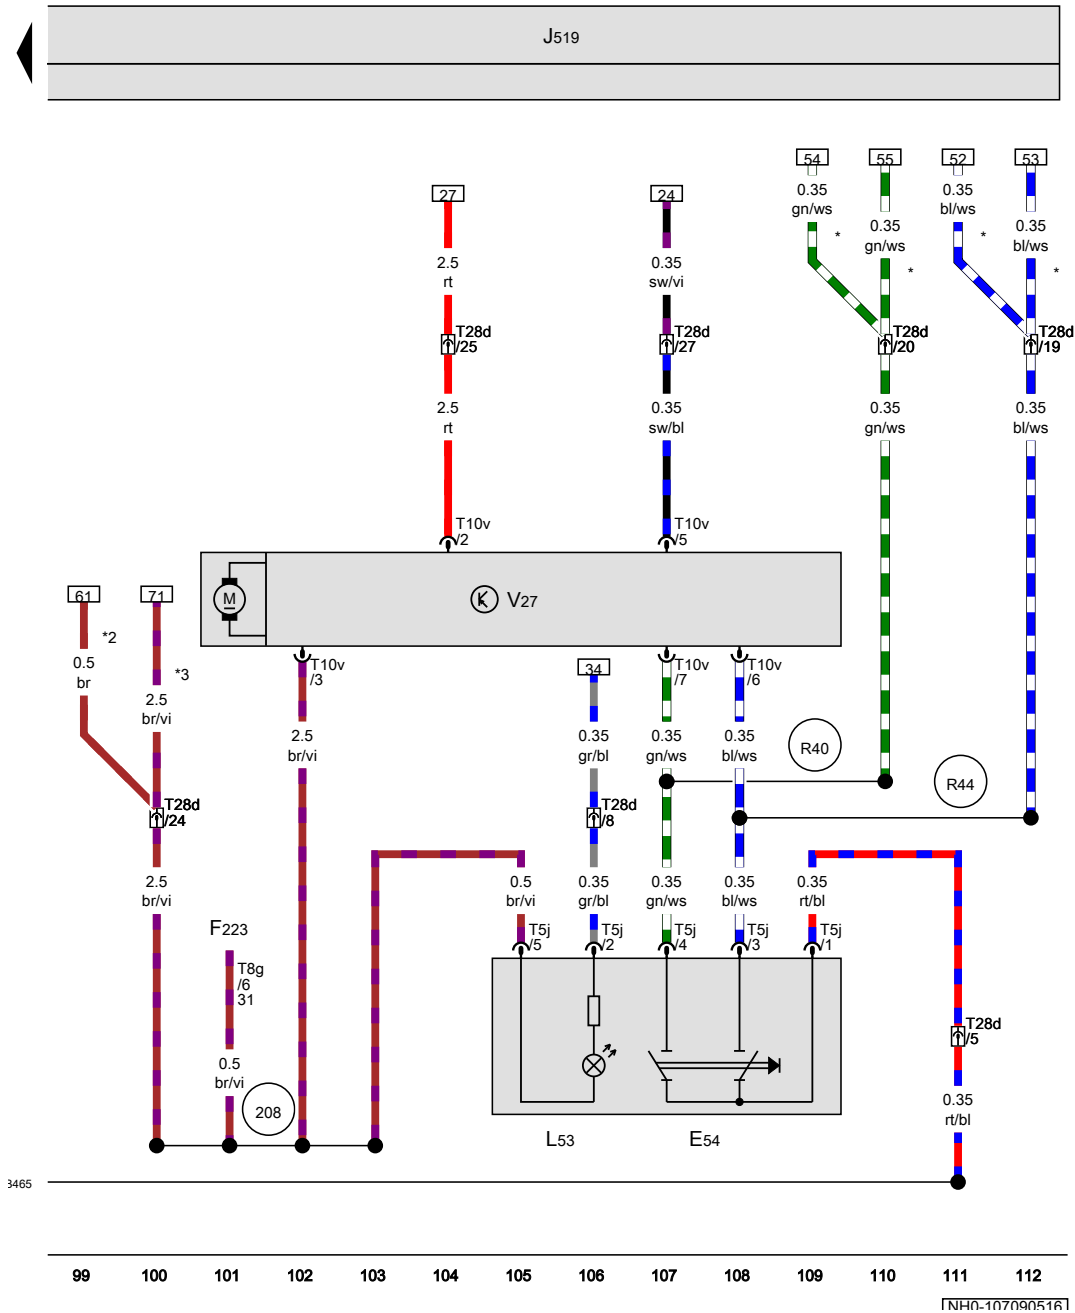 J519
54 55 52 53
27 24
0.35 gn/ws
0.35 bl/ws
*
*
0.35 gn/ws
0.35 bl/ws
*
*
2.5 rt
0.35 sw/vi
T28d /25
T28d /27
T28d /20
T28d /19
2.5 rt
0.35 sw/bl
0.35 gn/ws
0.35 bl/ws
T10v /2
T10v /5
M
V27
61 71
*2
*3
0.5 br
2.5 br/vi
T10v /3
34
T10v /7
T10v /6
2.5 br/vi
0.35 gr/bl
0.35 gn/ws
0.35 bl/ws
R40
R44
T28d /24
T28d /8
2.5 br/vi
0.5 br/vi
0.35 gr/bl
0.35 gn/ws
0.35 bl/ws
0.35 rt/bl
F223
T5j /5
T5j /2
T5j /4
T5j /3
T5j /1
T8g /6 31
T28d /5
0.5 br/vi
208
0.35 rt/bl
L53
E54
3465
99 100 101 102 103 104 105 106 107 108 109 110 111 112
NH0-107090516